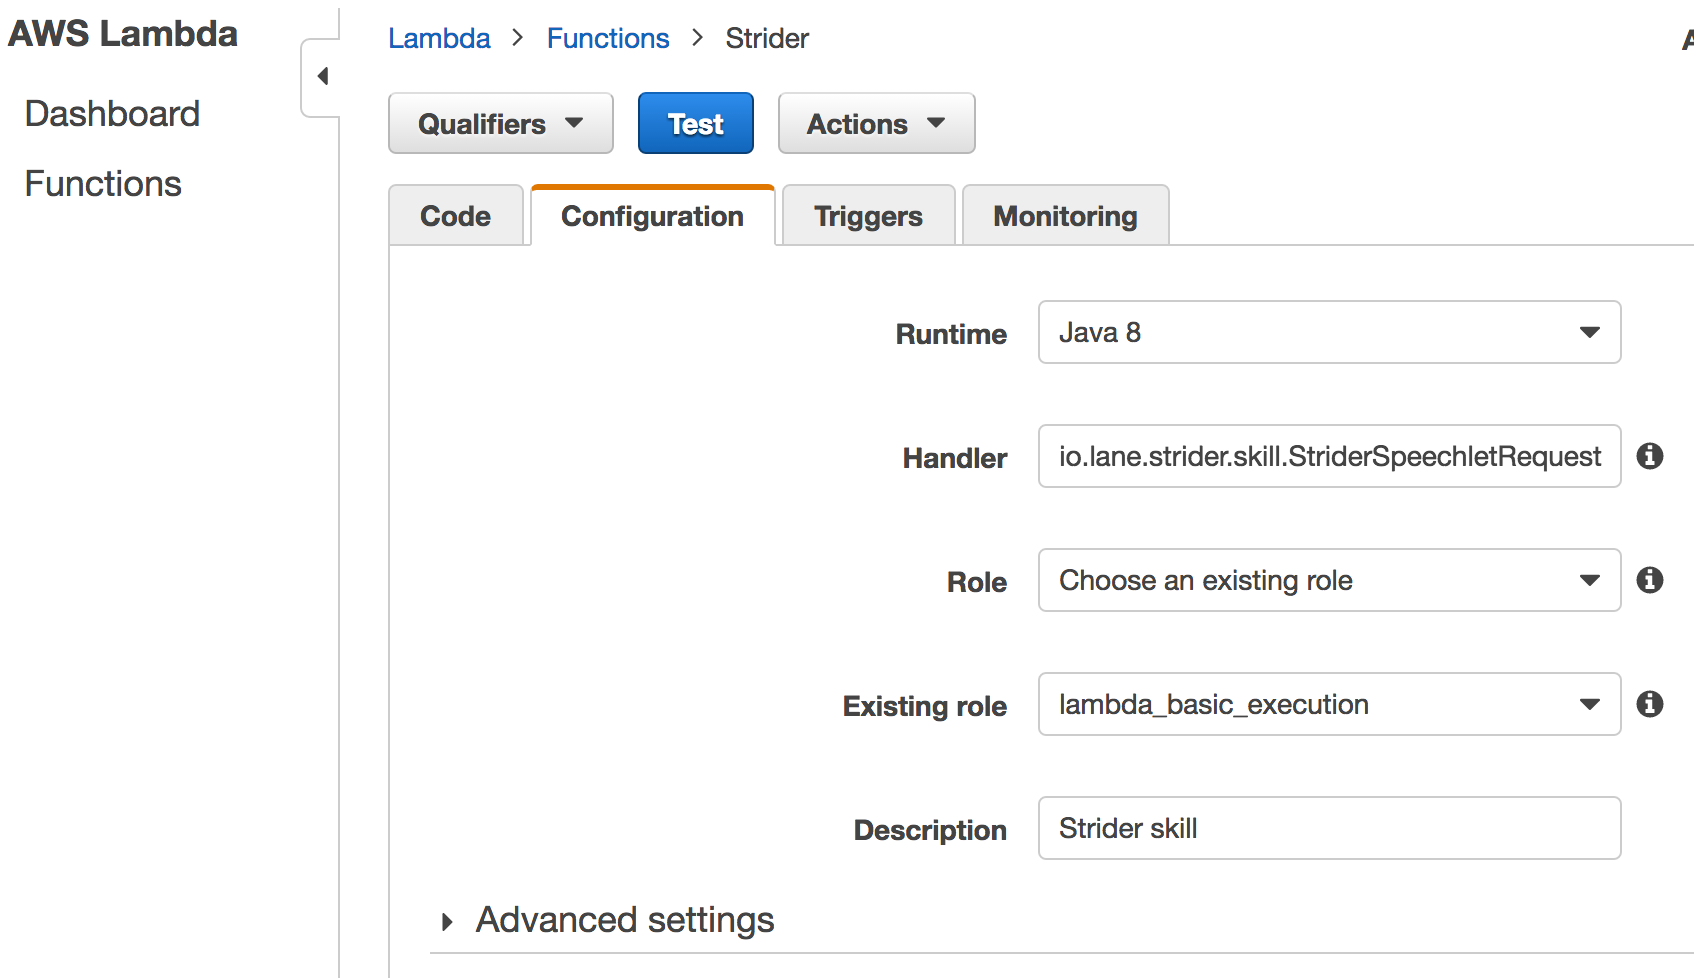 AWS Lambda
Dashboard
Functions
Lambda > Functions > Strider
A
Qualifiers
Test
Actions
Code
Configuration
Triggers
Monitoring
Runtime
Java 8
Handler
io.lane.strider.skill.StriderSpeechletRequest
Role
Choose an existing role
Existing role
lambda_basic_execution
Description
Strider skill
Advanced settings